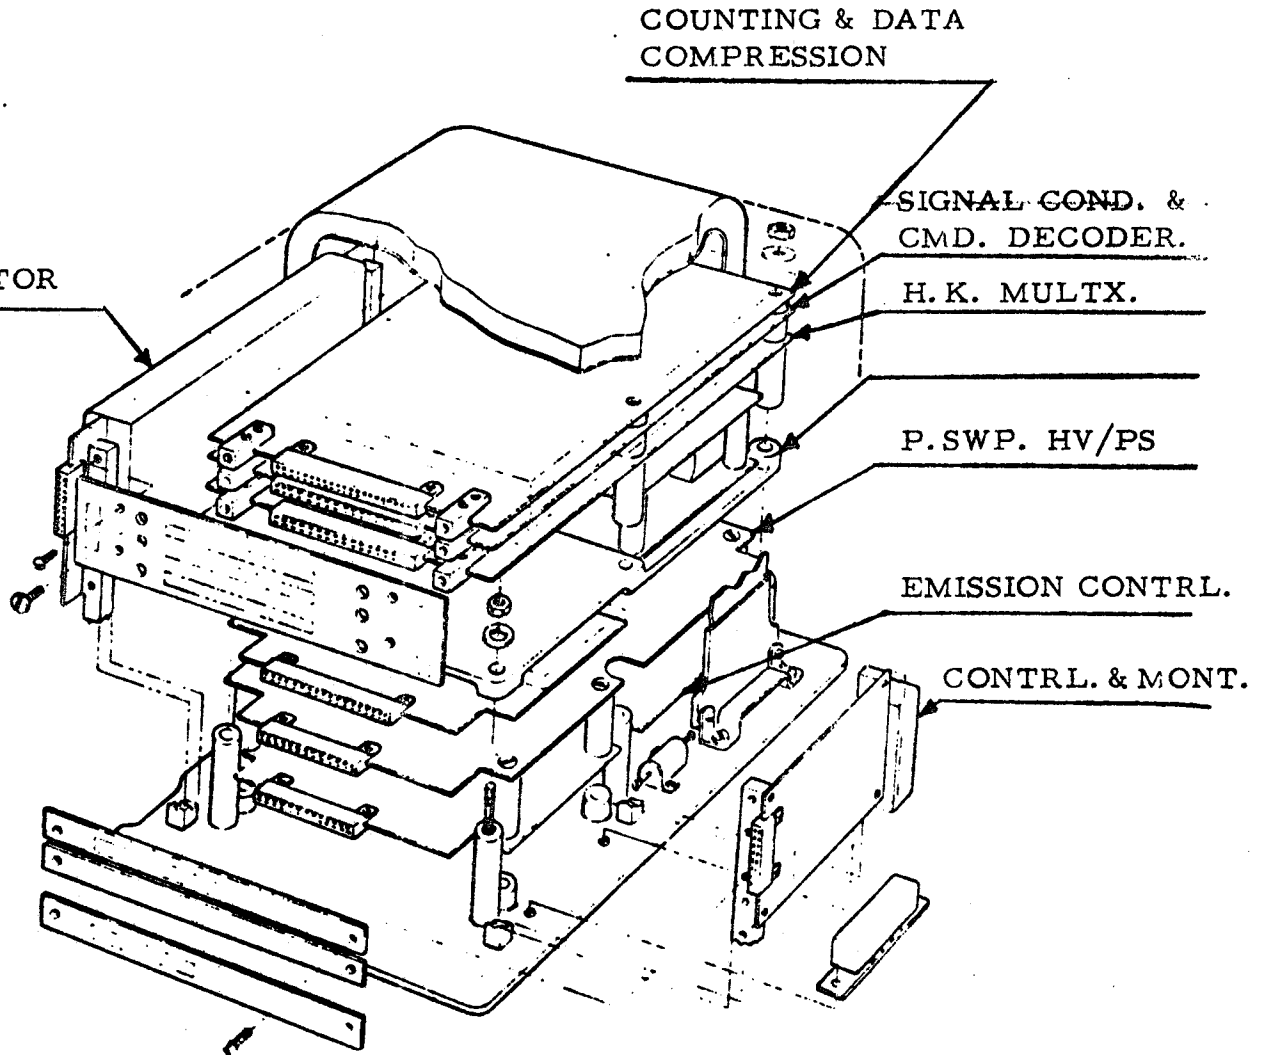 COUNTING & DATA
COMPRESSION
SIGNAL COND. &
CMD. DECODER.
TOR
H.K. MULTX.
P.SWP. HV/PS
EMISSION CONTRL.
CONTRL. & MONT.